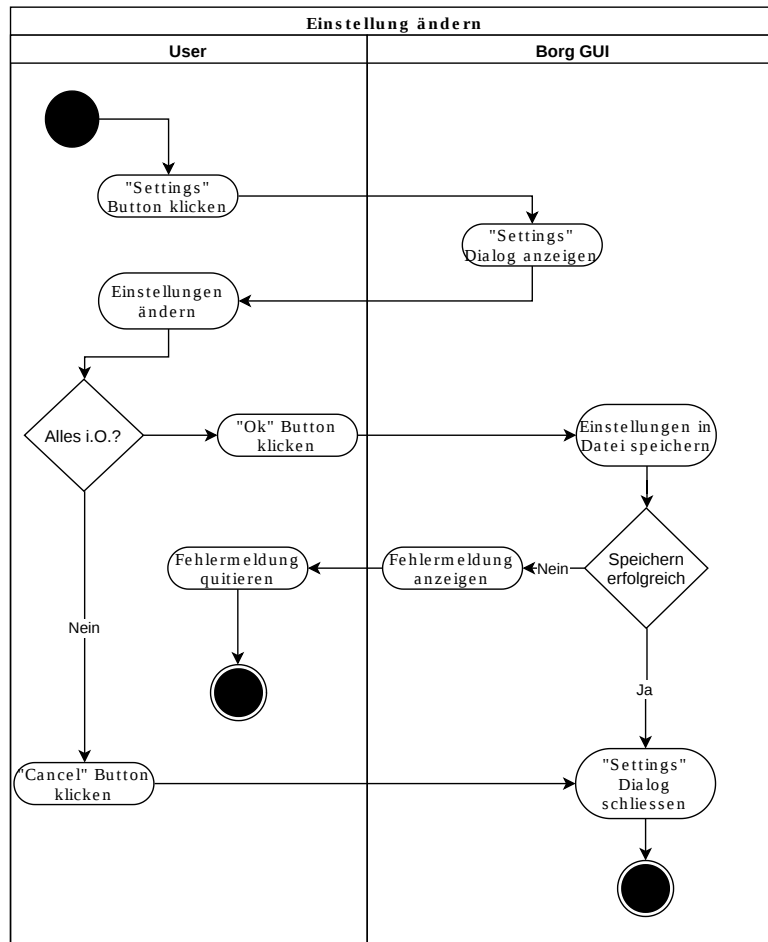 Einstellung ändern
User
Borg GUI
"Settings"
Button klicken
"Settings"
Dialog anzeigen
Einstellungen
ändern
Alles i.O.?
"Ok" Button
klicken
Einstellungen in
Datei speichern
Fehlermeldung
quitieren
Fehlermeldung
anzeigen
Nein
Speichern
erfolgreich
Nein
Ja
"Cancel" Button
klicken
"Settings"
Dialog
schliessen